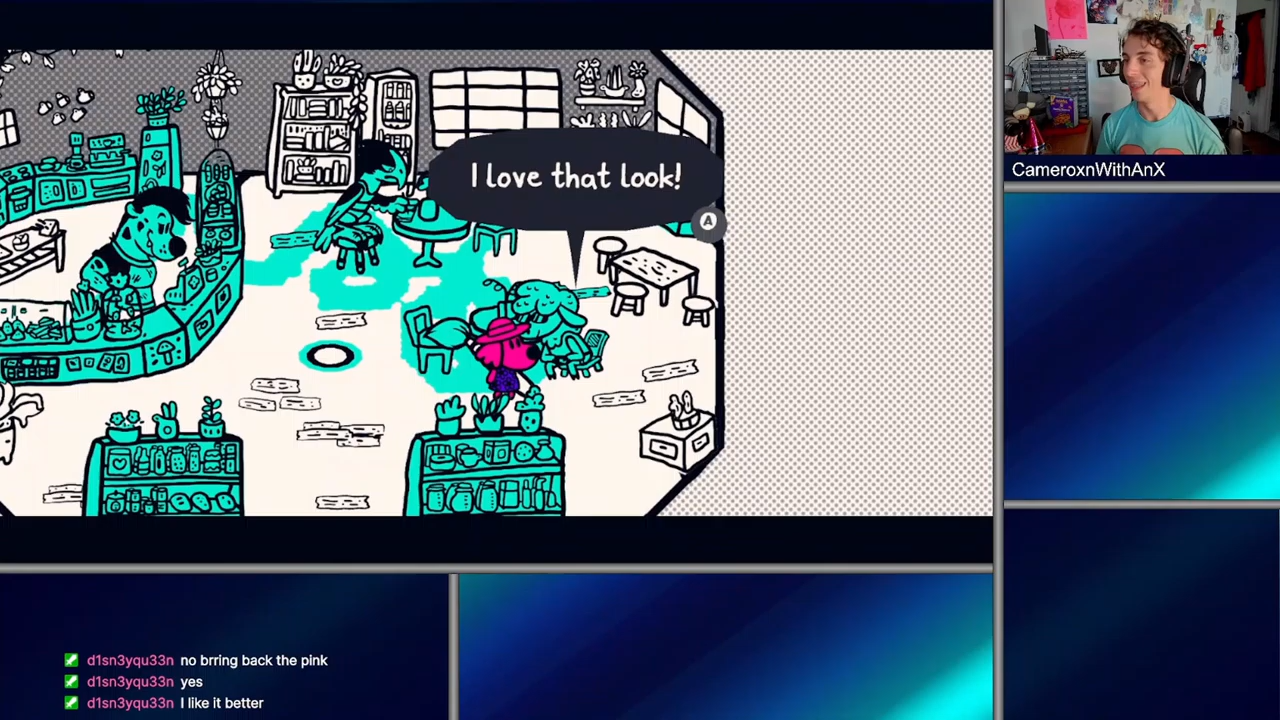 I love that look!
A
CameroxnWithAnX
d1sn3yqu33n no brring back the pink
d1sn3yqu33n yes
d1sn3yqu33n I like it better